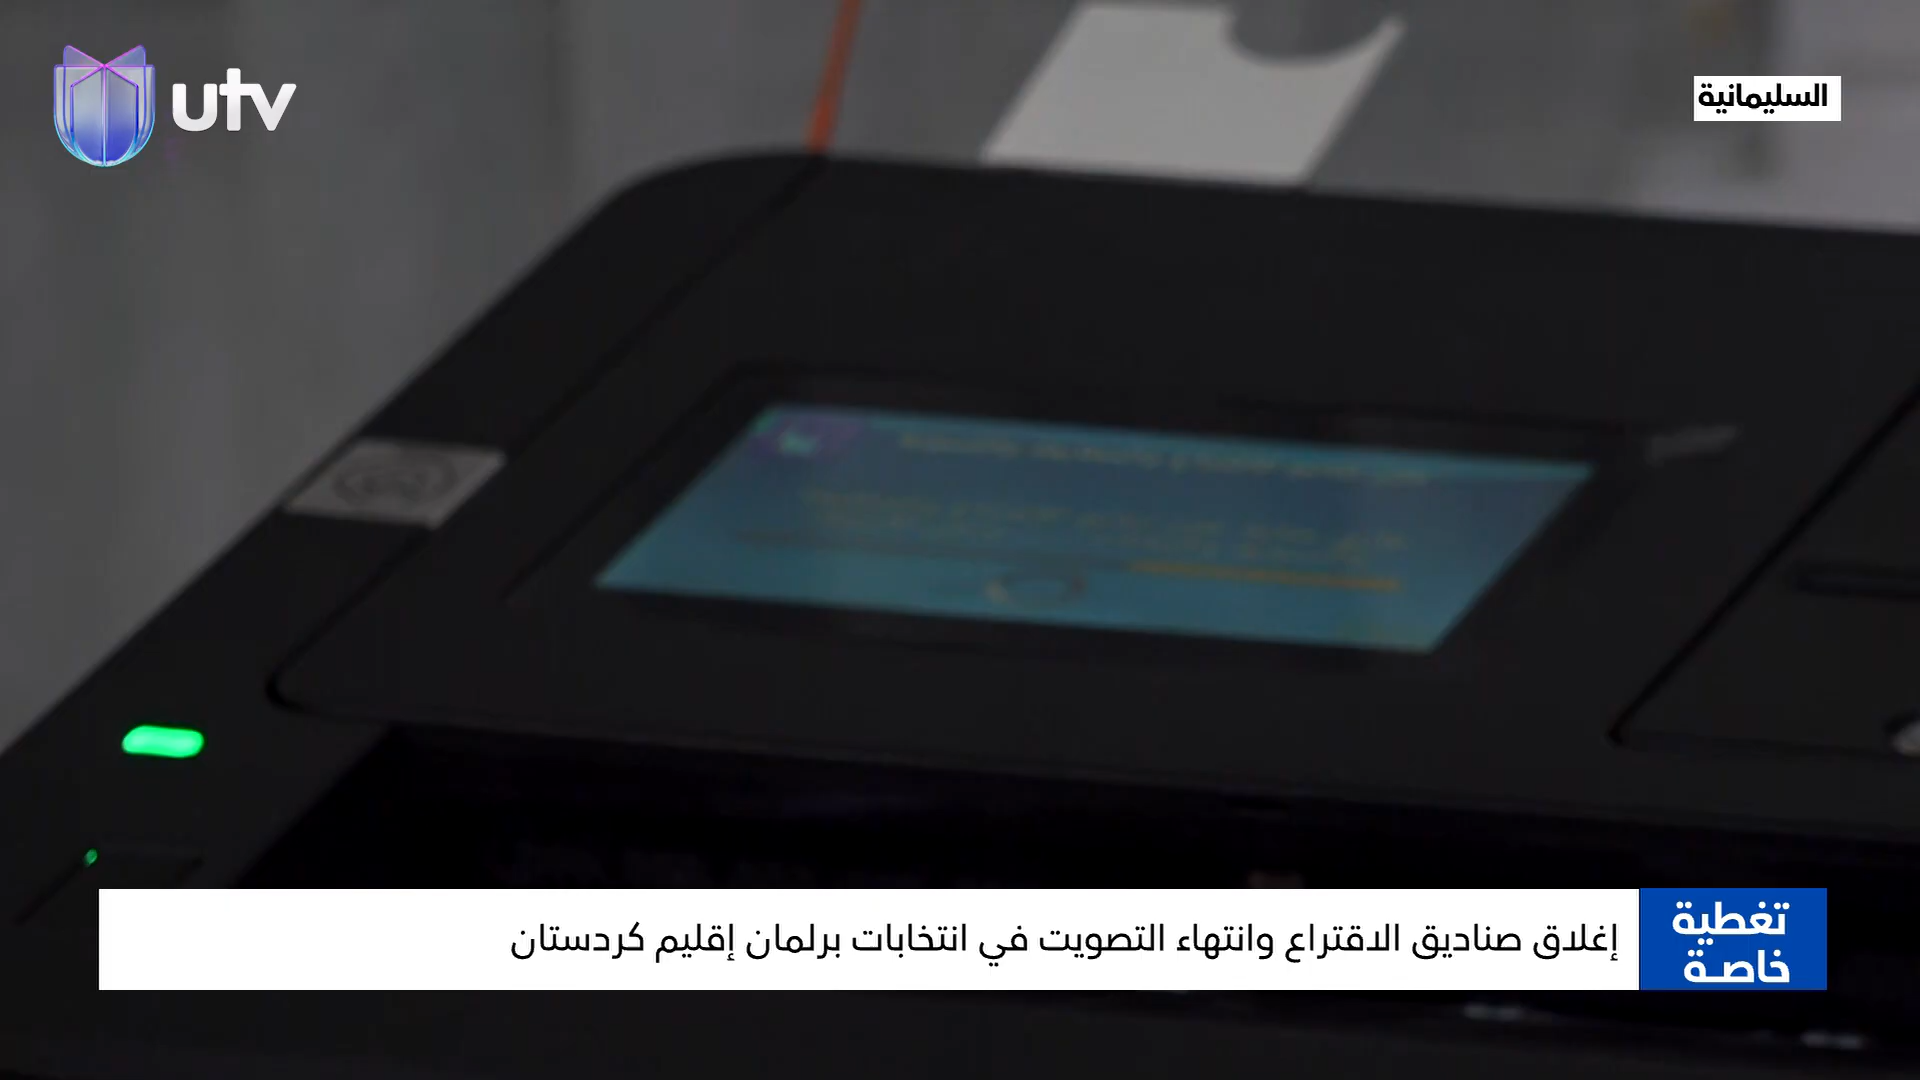 utv
السليمانية
تغطية
خاصة
إغلاق صناديق الاقتراع وانتهاء التصويت في انتخابات برلمان إقليم كردستان